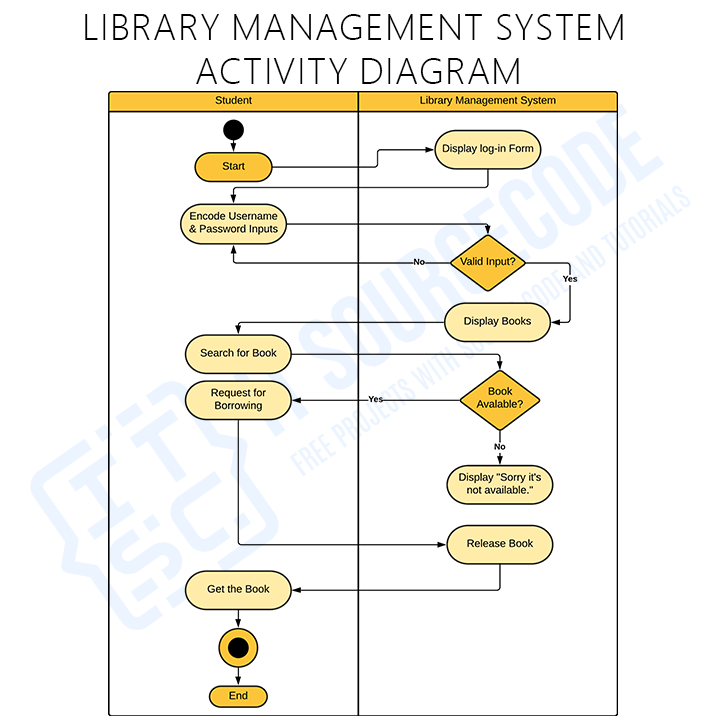 LIBRARY MANAGEMENT SYSTEM
ACTIVITY DIAGRAM
Student
Library Management System
Start
Display log-in Form
Encode Username
& Password Inputs
Valid Input?
No
Yes
Display Books
Search for Book
Book
Avalable?
Request for
Borrowing
Yes
No
Display "Sorry it's
not available."
Release Book
Get the Book
End
IT SOURCECODE
FREE PROJECTS WITH SOURCE CODE AND TUTORIALS
ITSC